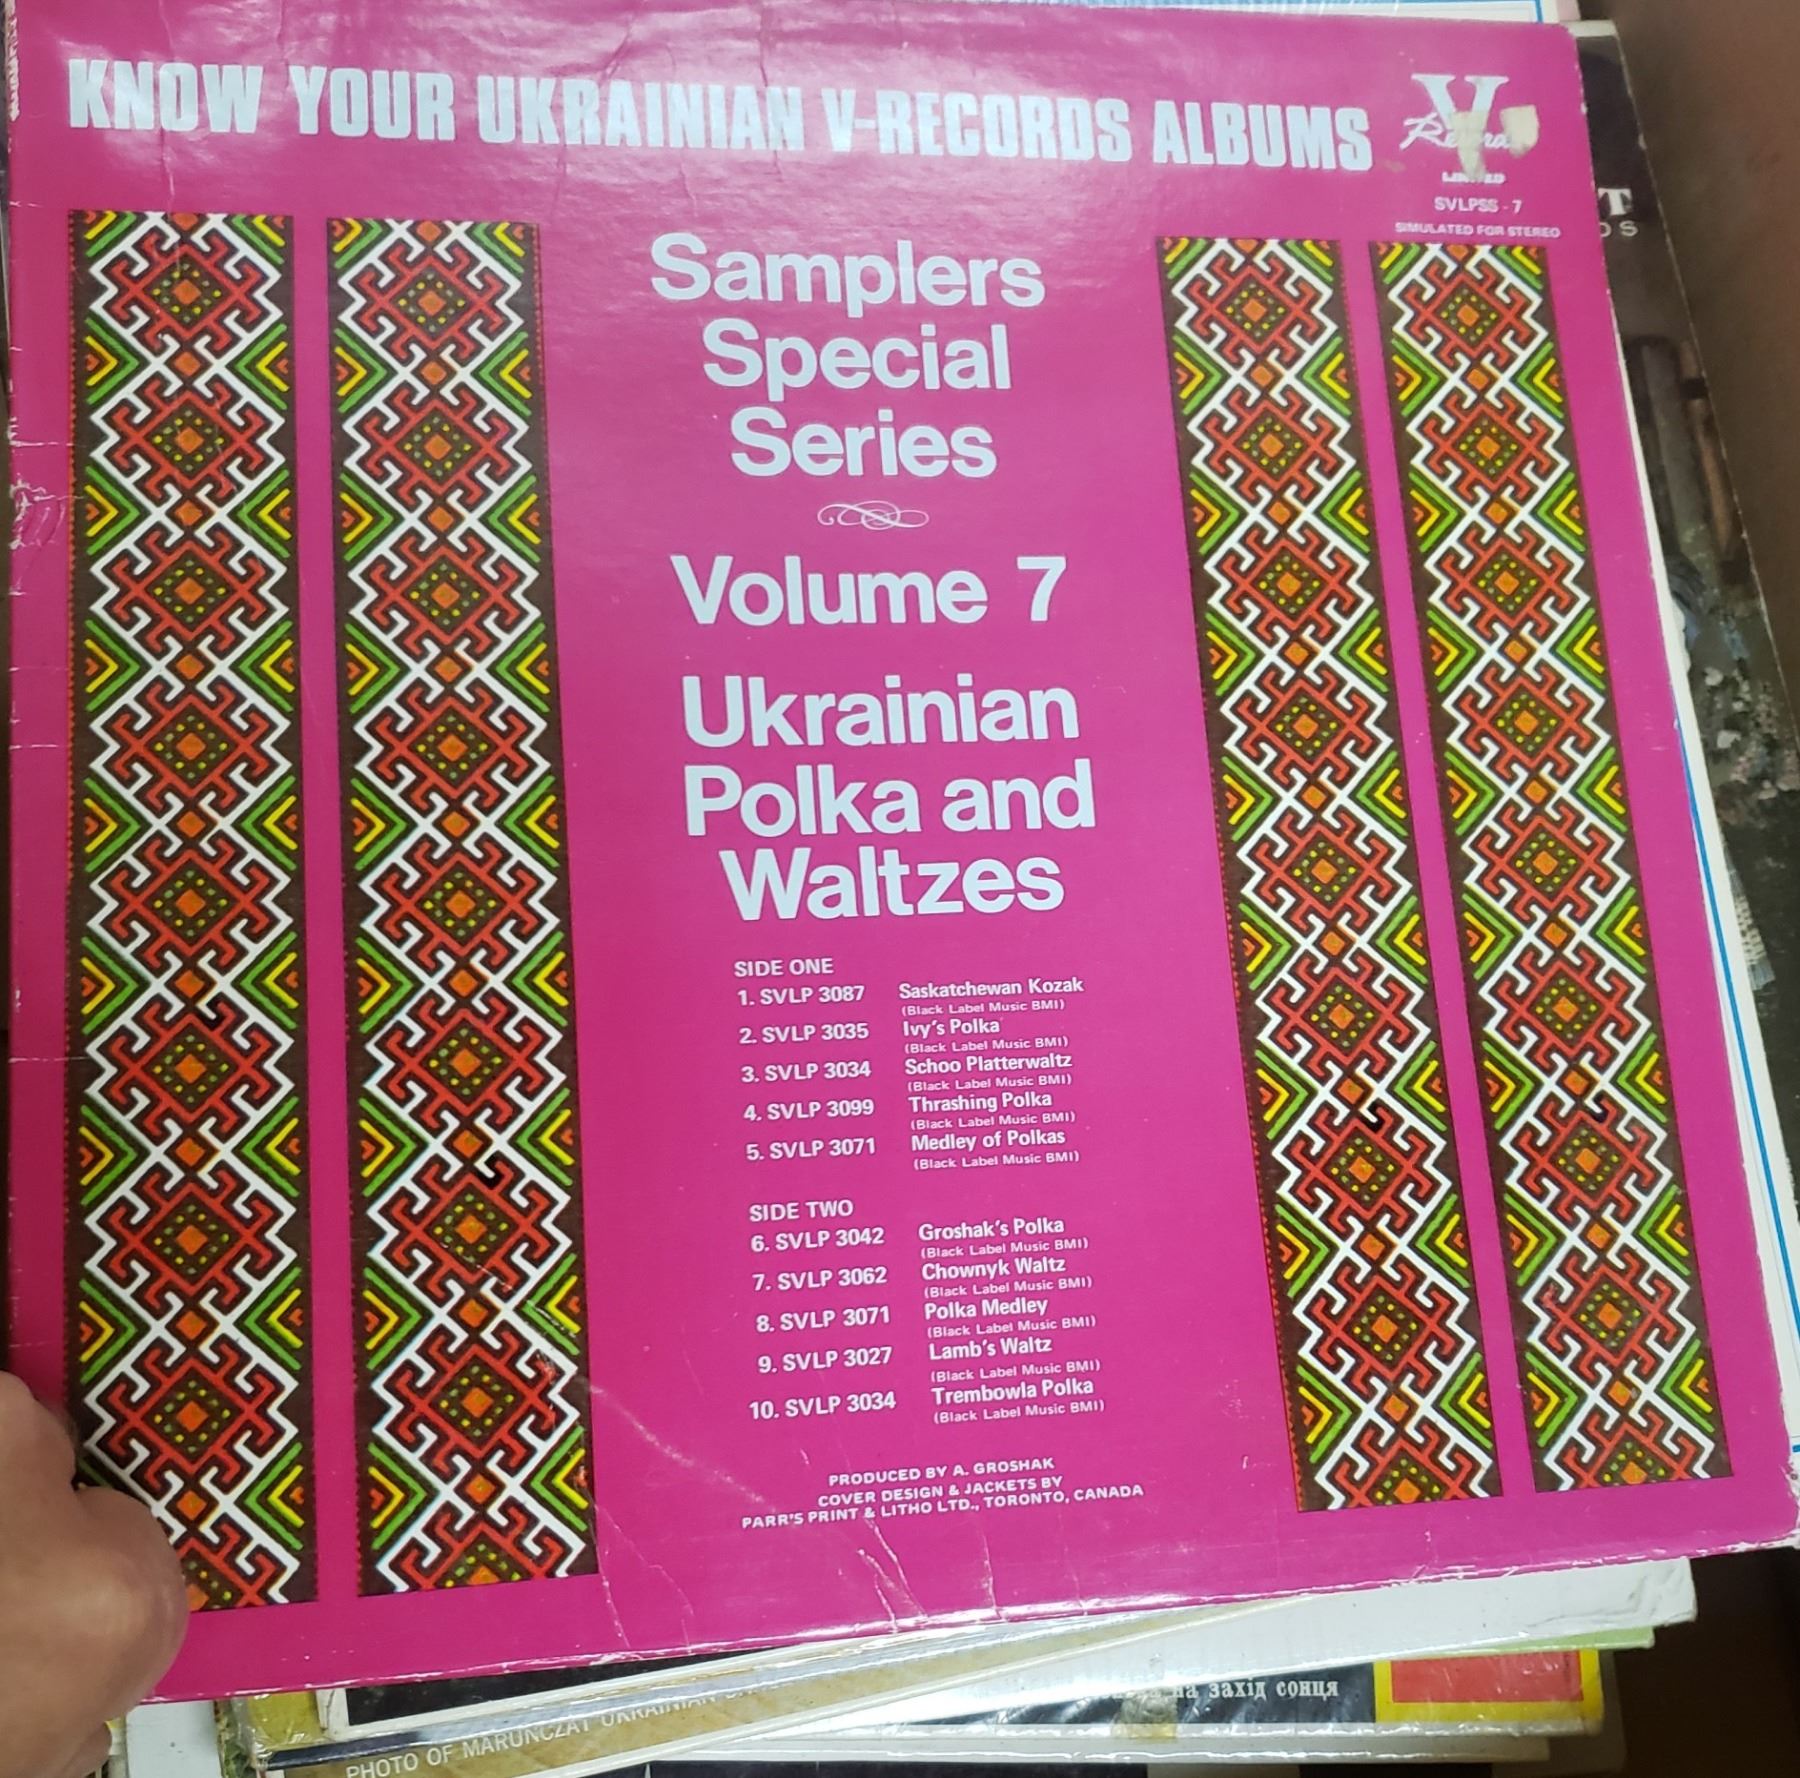 KNOW YOUR UKRAINIAN V-RECORDS ALBUMS
V
Records
LIMITED
SVLPSS - 7
SIMULATED FOR STEREO
Samplers
Special
Series
Volume 7
Ukrainian
Polka and
Waltzes
SIDE ONE
1. SVLP 3087 Saskatchewan Kozak
(Black Label Music BMI)
2. SVLP 3035 Ivy's Polka
(Black Label Music BMI)
3. SVLP 3034 Schoo Platterwaltz
(Black Label Music BMI)
4. SVLP 3099 Thrashing Polka
(Black Label Music BMI)
5. SVLP 3071 Medley of Polkas
(Black Label Music BMI)
SIDE TWO
6. SVLP 3042 Groshak's Polka
(Black Label Music BMI)
7. SVLP 3062 Chownyk Waltz
(Black Label Music BMI)
8. SVLP 3071 Polka Medley
(Black Label Music BMI)
9. SVLP 3027 Lamb's Waltz
(Black Label Music BMI)
10. SVLP 3034 Trembowla Polka
(Black Label Music BMI)
PRODUCED BY A. GROSHAK
COVER DESIGN & JACKETS BY
PARR'S PRINT & LITHO LTD., TORONTO, CANADA
на захід сонця
PHOTO OF MARUNCZAT UKRAINIAN